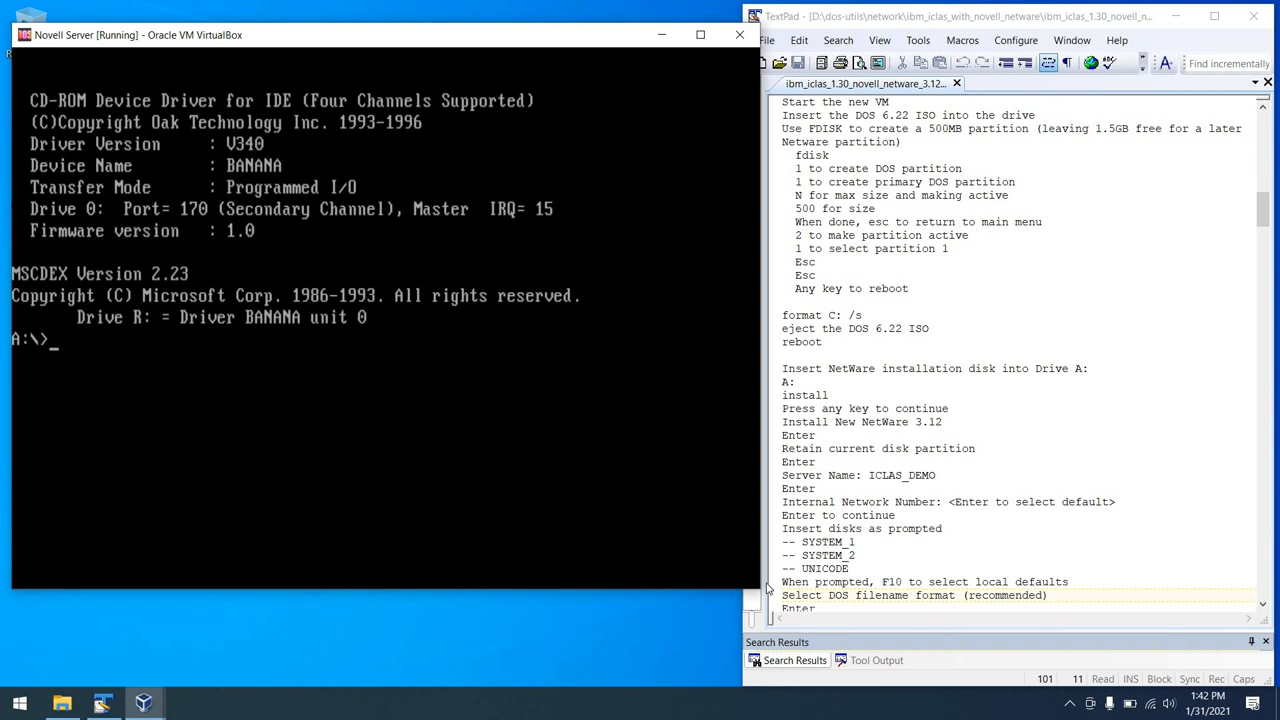 Novell Server [Running] - Oracle VM VirtualBox
CD-ROM Device Driver for IDE (Four Channels Supported)
(C)Copyright Oak Technology Inc. 1993-1996
Driver Version : V340
Device Name : BANANA
Transfer Mode : Programmed I/O
Drive 0: Port= 170 (Secondary Channel), Master IRQ= 15
Firmware version : 1.0
MSCDEX Version 2.23
Copyright (C) Microsoft Corp. 1986-1993. All rights reserved.
Drive R: = Driver BANANA unit 0
A:\>_
TextPad - [D:\dos-utils\network\ibm_iclas_with_novell_netware\ibm_iclas_1.30_novell_n...
File Edit Search View Tools Macros Configure Window Help
Find incrementally
ibm_iclas_1.30_novell_netware_3.12...
Start the new VM
Insert the DOS 6.22 ISO into the drive
Use FDISK to create a 500MB partition (leaving 1.5GB free for a later
Netware partition)
fdisk
1 to create DOS partition
1 to create primary DOS partition
N for max size and making active
500 for size
When done, esc to return to main menu
2 to make partition active
1 to select partition 1
Esc
Esc
Any key to reboot
format C: /s
eject the DOS 6.22 ISO
reboot
Insert NetWare installation disk into Drive A:
A:
install
Press any key to continue
Install New NetWare 3.12
Enter
Retain current disk partition
Enter
Server Name: ICLAS_DEMO
Enter
Internal Network Number: <Enter to select default>
Enter to continue
Insert disks as prompted
-- SYSTEM_1
-- SYSTEM_2
-- UNICODE
When prompted, F10 to select local defaults
Select DOS filename format (recommended)
Enter
Search Results
Search Results Tool Output
101 11 Read INS Block Sync Rec Caps
1:42 PM
1/31/2021